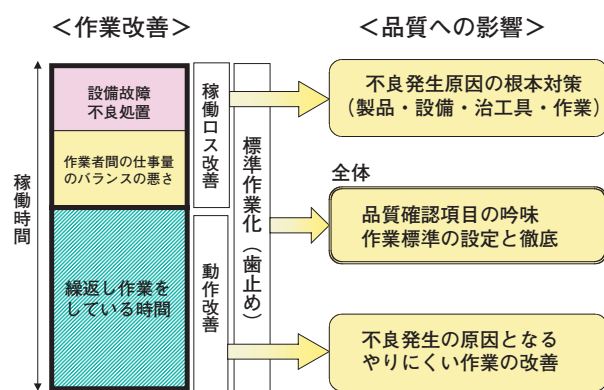 ＜作業改善＞
＜品質への影響＞
稼働時間
設備故障
不良処置
作業者間の仕事量
のバランスの悪さ
繰返し作業を
している時間
稼働ロス改善
動作改善
標準作業化（歯止め）
不良発生原因の根本対策
（製品・設備・治工具・作業）
全体
品質確認項目の吟味
作業標準の設定と徹底
不良発生の原因となる
やりにくい作業の改善